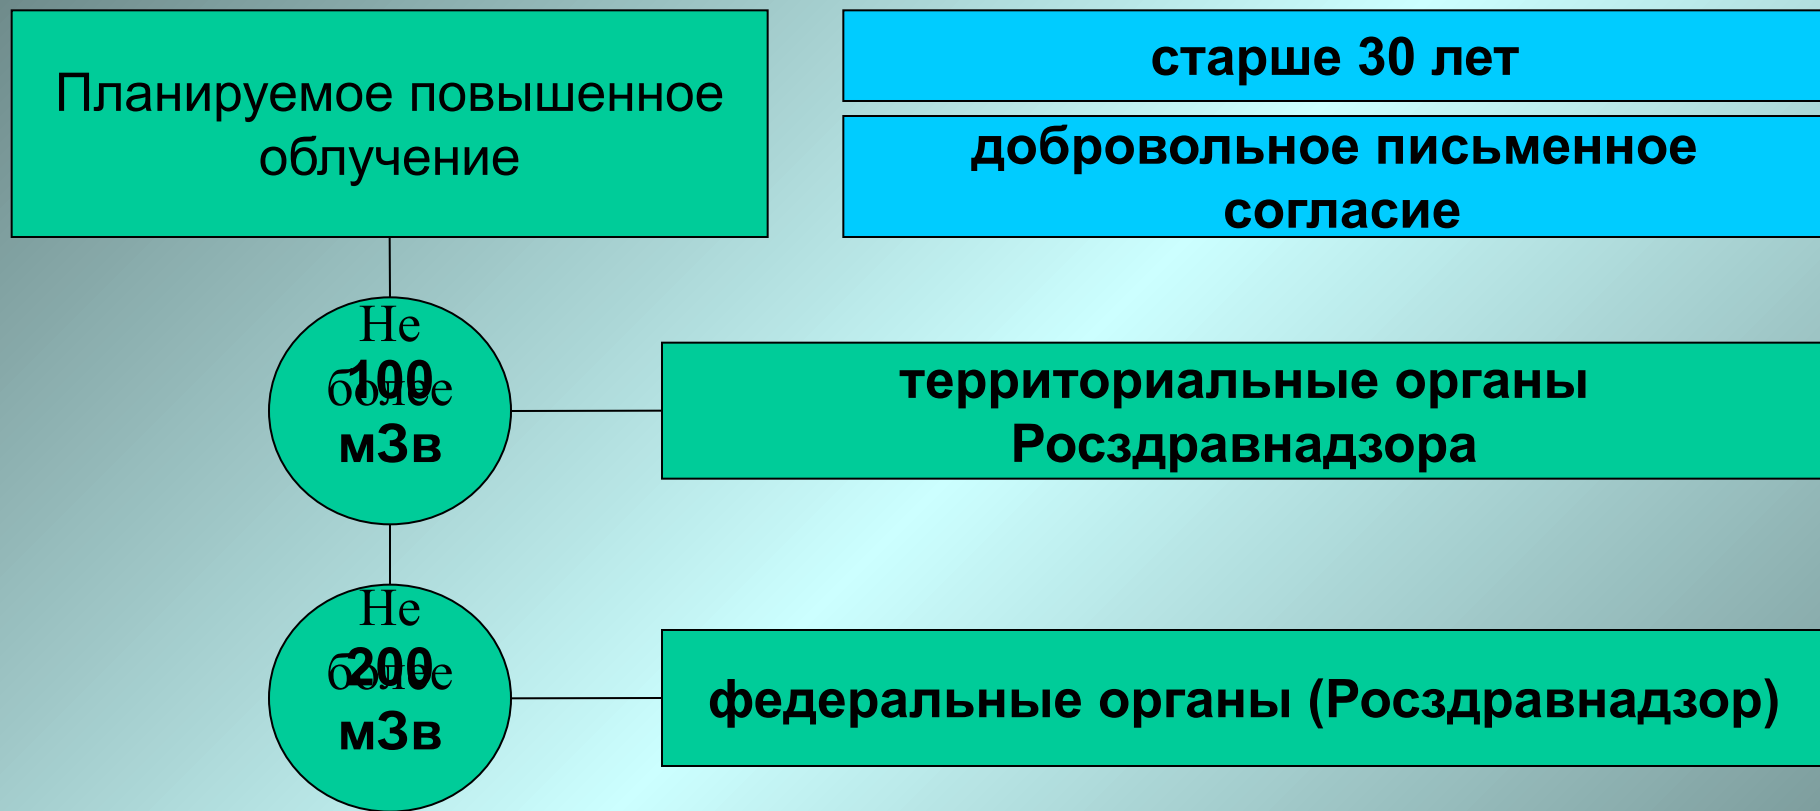 Планируемое повышенное
облучение
старше 30 лет
добровольное письменное
согласие
Не
более
100
мЗв
территориальные органы
Росздравнадзора
Не
более
200
мЗв
федеральные органы (Росздравнадзор)